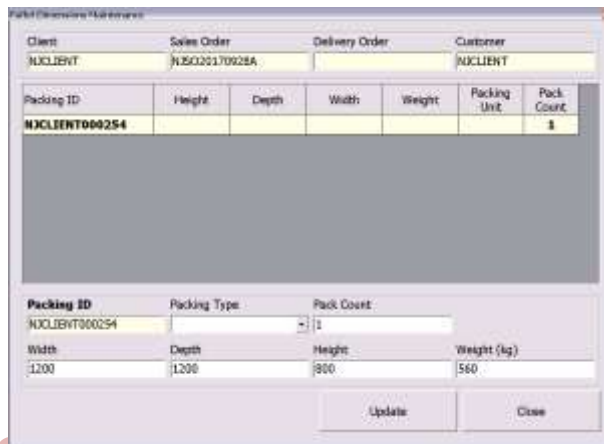 Pallet Dimensions Maintenance
Client Sales Order Delivery Order Customer
NJCLIENT NJSO20170928A NJCLIENT
Packing ID Height Depth Width Weight Packing Unit Pack Count
NJCLIENT000254 1
Packing ID Packing Type Pack Count
NJCLIENT000254 1
Width Depth Height Weight (kg)
1200 1200 800 560
Update Close